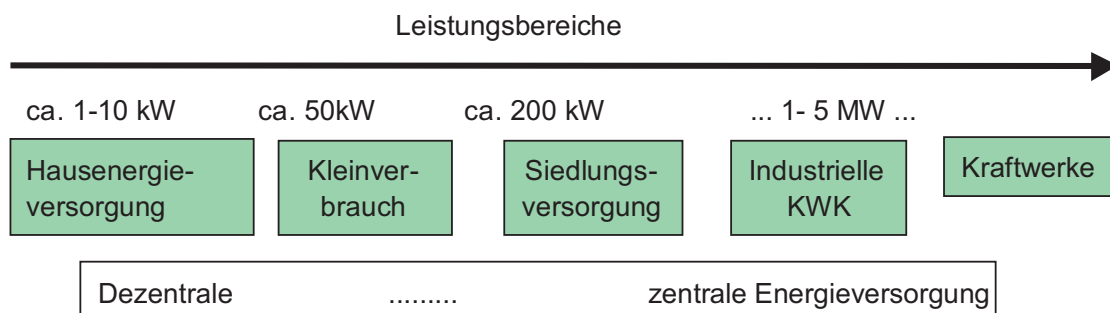 Leistungsbereiche
ca. 1-10 kW
ca. 50kW
ca. 200 kW
... 1- 5 MW ...
Hausenergie-
versorgung
Kleinver-
brauch
Siedlungs-
versorgung
Industrielle
KWK
Kraftwerke
Dezentrale ......... zentrale Energieversorgung